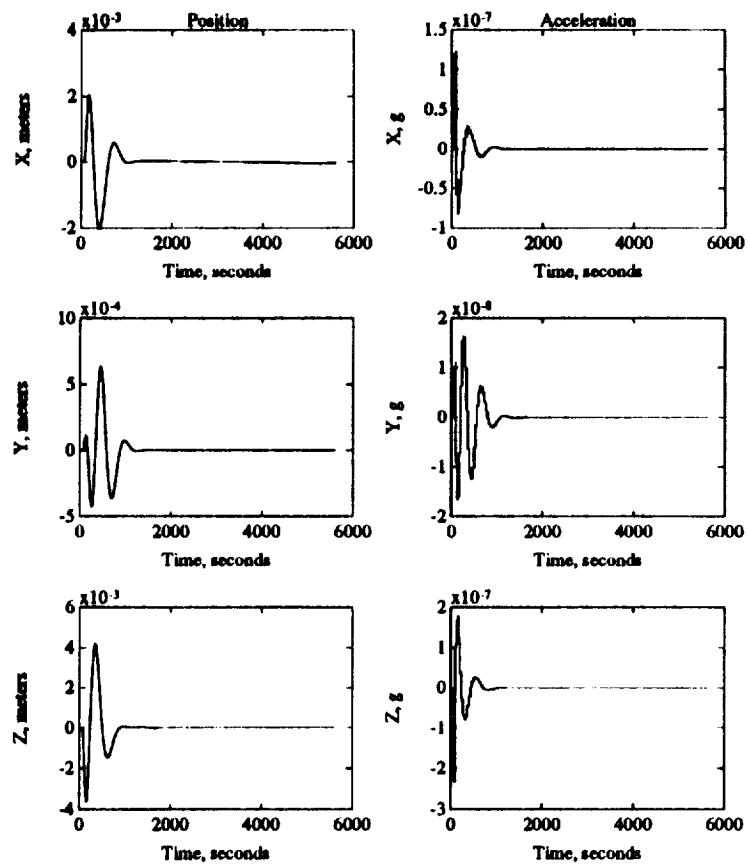 x10-3 Position
4
2
0
-2
X, meters
0 2000 4000 6000
Time, seconds
x10-7 Acceleration
1.5
1
0.5
0
-0.5
-1
X, g
0 2000 4000 6000
Time, seconds
x10-4
10
5
0
-5
Y, meters
0 2000 4000 6000
Time, seconds
x10-8
2
1
0
-1
-2
Y, g
0 2000 4000 6000
Time, seconds
x10-3
6
4
2
0
-2
-4
Z, meters
0 2000 4000 6000
Time, seconds
x10-7
2
1
0
-1
-2
-3
Z, g
0 2000 4000 6000
Time, seconds